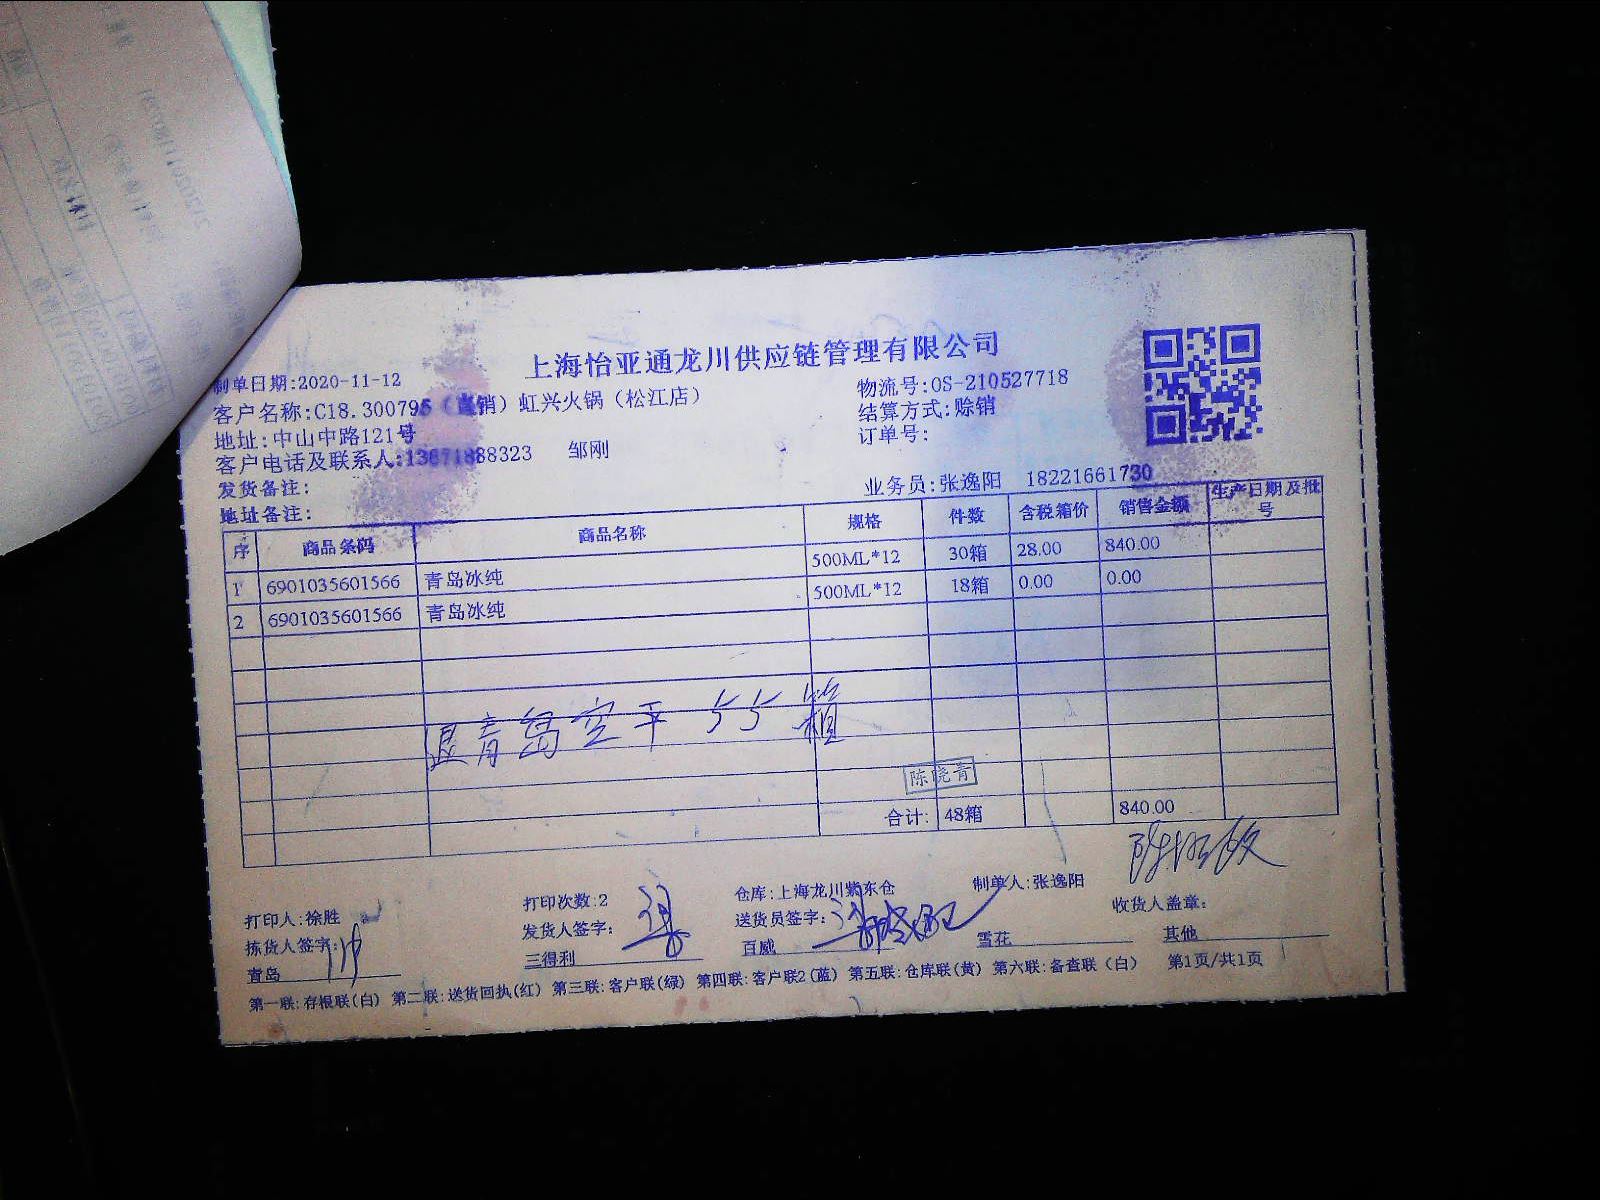 上海怡亚通龙川供应链管理有限公司
制单日期:2020-11-12
物流号:OS-210527718
客户名称:C18.300795（直销）虹兴火锅（松江店）
结算方式:赊销
地址:中山中路121号
订单号:
客户电话及联系人:13671888323 邹刚
发货备注:
业务员:张逸阳 18221661730
地址备注:
序 商品条码 商品名称 规格 件数 含税箱价 销售金额 生产日期及批号
1 6901035601566 青岛冰纯 500ML*12 30箱 28.00 840.00
2 6901035601566 青岛冰纯 500ML*12 18箱 0.00 0.00
退青岛空平 55 箱
陈晓青
合计: 48箱 840.00
打印人:徐胜 打印次数:2 仓库:上海龙川紫东仓 制单人:张逸阳
拣货人签字: 发货人签字: 送货员签字: 收货人盖章:
青岛 三得利 百威 雪花 其他
第一联:存根联(白) 第二联:送货回执(红) 第三联:客户联(绿) 第四联:客户联2(蓝) 第五联:仓库联(黄) 第六联:备查联（白） 第1页/共1页